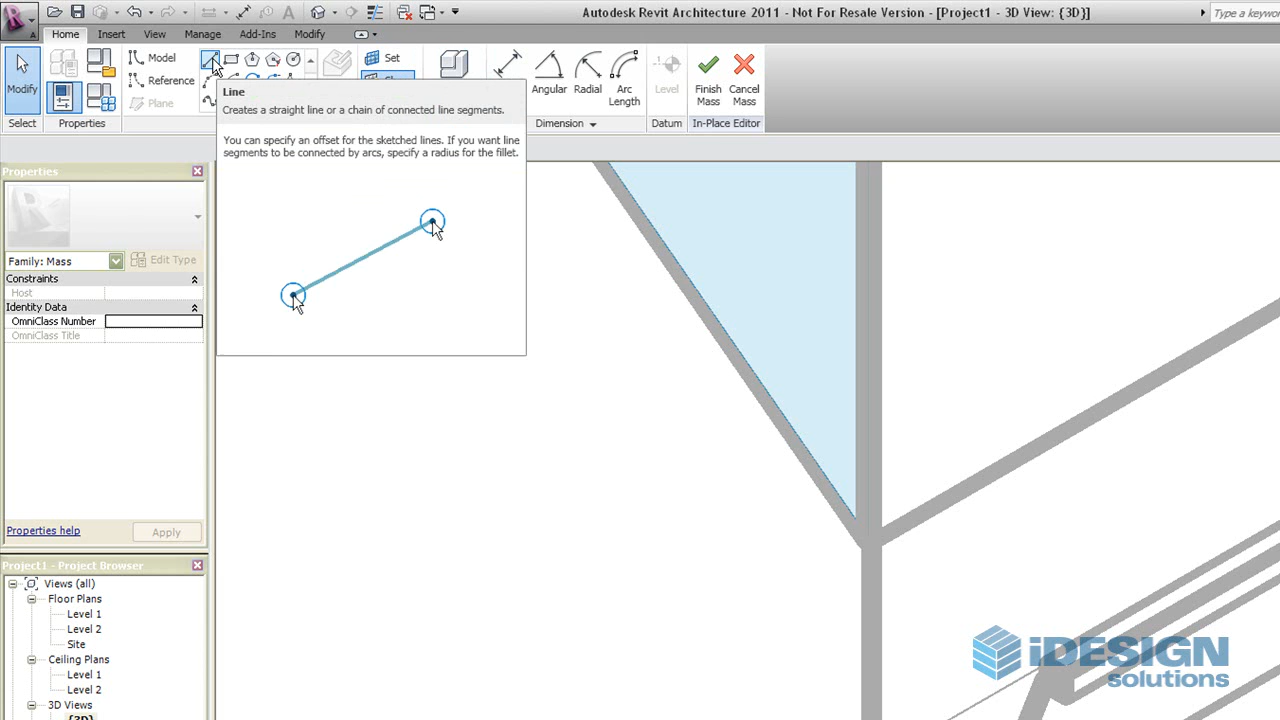 Autodesk Revit Architecture 2011 - Not For Resale Version - [Project1 - 3D View: {3D}]
Type a keywo
Home Insert View Manage Add-Ins Modify
Modify
Select
Properties
Model
Reference
Plane
Set
Angular
Radial
Arc Length
Dimension
Level
Datum
Finish Mass
Cancel Mass
In-Place Editor
Line
Creates a straight line or a chain of connected line segments.
You can specify an offset for the sketched lines. If you want line
segments to be connected by arcs, specify a radius for the fillet.
Properties
Family: Mass
Edit Type
Constraints
Host
Identity Data
OmniClass Number
OmniClass Title
Properties help
Apply
Project1 - Project Browser
Views (all)
Floor Plans
Level 1
Level 2
Site
Ceiling Plans
Level 1
Level 2
3D Views
{3D}
iDESIGN
solutions